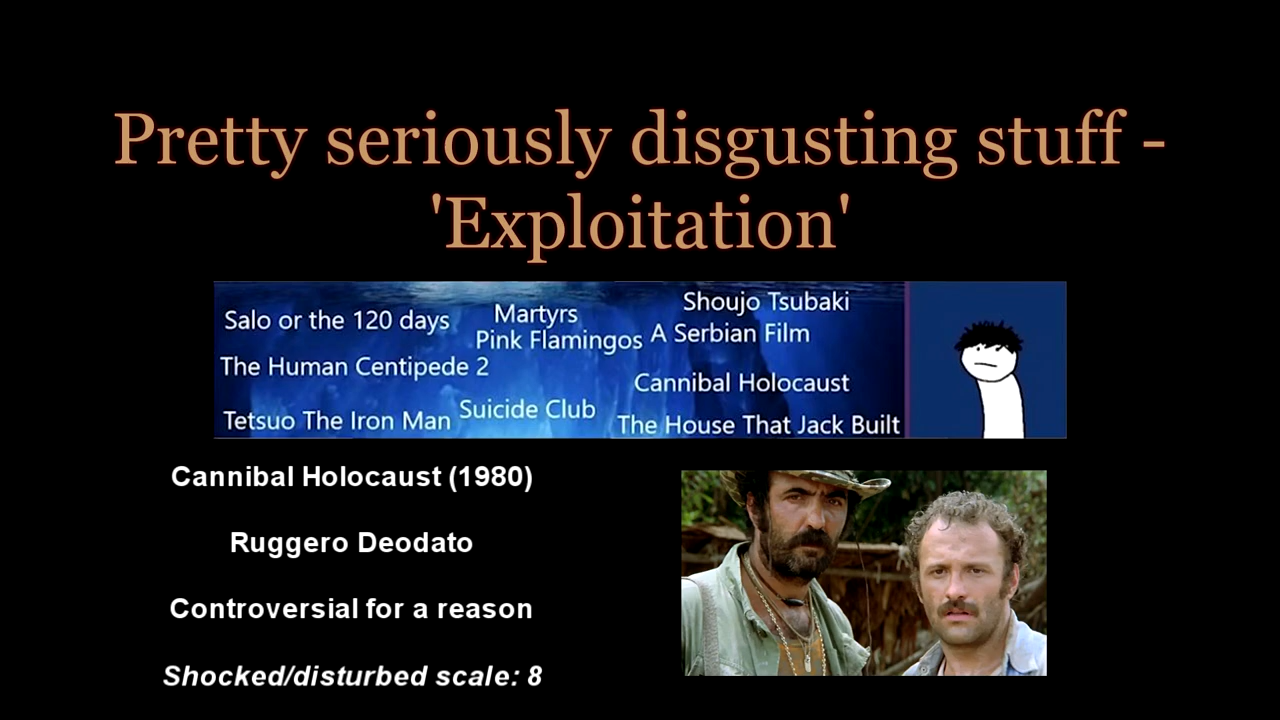 Pretty seriously disgusting stuff -
'Exploitation'
Salo or the 120 days
Martyrs
Shoujo Tsubaki
Pink Flamingos
A Serbian Film
The Human Centipede 2
Cannibal Holocaust
Tetsuo The Iron Man
Suicide Club
The House That Jack Built
Cannibal Holocaust (1980)
Ruggero Deodato
Controversial for a reason
Shocked/disturbed scale: 8